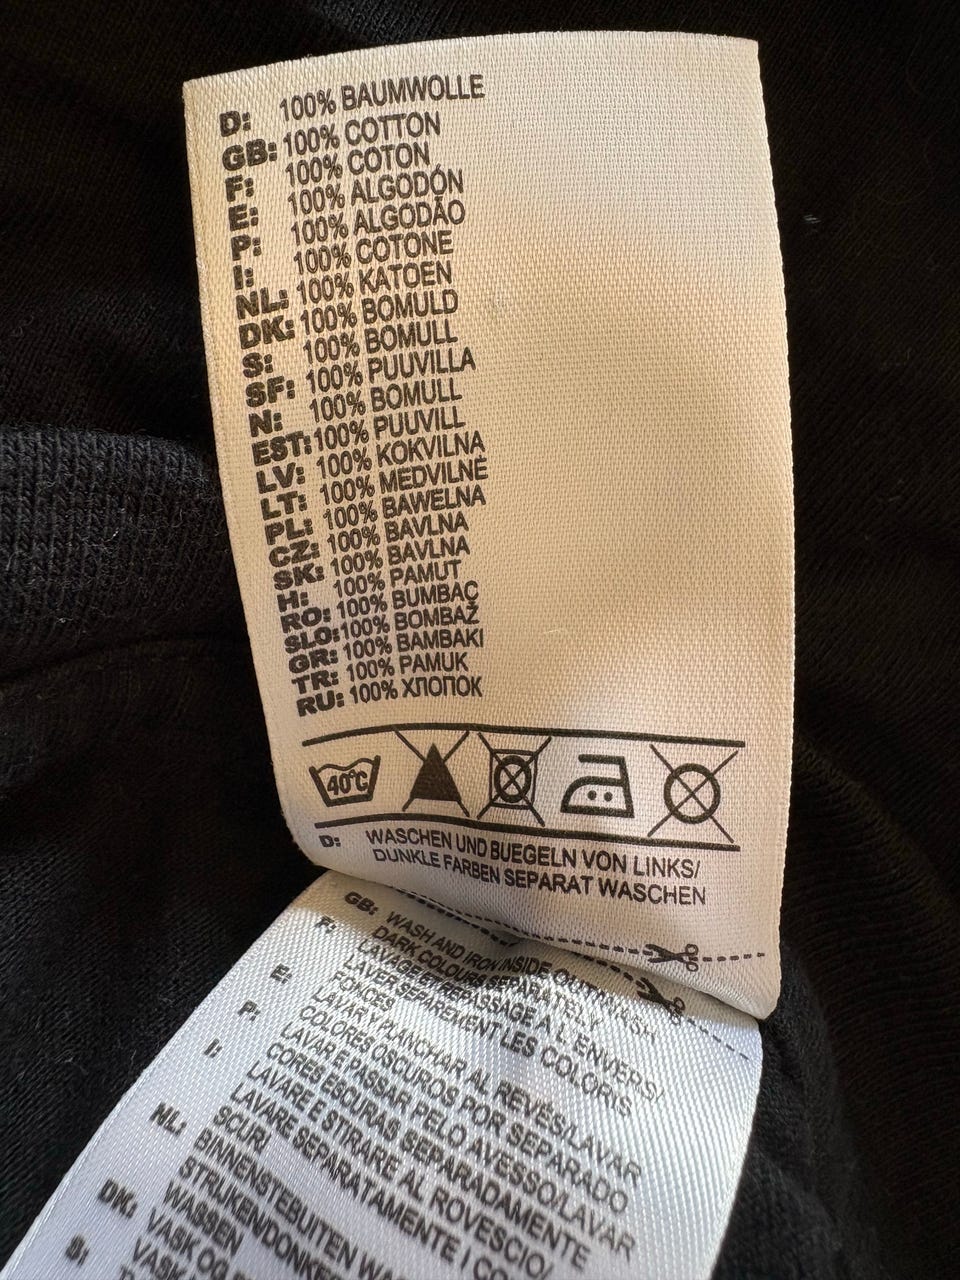 D: 100% BAUMWOLLE
GB: 100% COTTON
F: 100% COTON
E: 100% ALGODÓN
P: 100% ALGODÃO
I: 100% COTONE
NL: 100% KATOEN
DK: 100% BOMULD
S: 100% BOMULL
SF: 100% PUUVILLA
N: 100% BOMULL
EST: 100% PUUVILL
LV: 100% KOKVILNA
LT: 100% MEDVILNĖ
PL: 100% BAWEŁNA
CZ: 100% BAVLNA
SK: 100% BAVLNA
H: 100% PAMUT
RO: 100% BUMBAC
SLO: 100% BOMBAŽ
GR: 100% BAMBAKI
TR: 100% PAMUK
RU: 100% ХЛОПОК
40°C
D: WASCHEN UND BUEGELN VON LINKS/
DUNKLE FARBEN SEPARAT WASCHEN
GB: WASH AND IRON INSIDE OUT/WASH
DARK COLOURS SEPARATELY
F: LAVAGE ET REPASSAGE A L'ENVERS/
LAVER SEPAREMENT LES COLORIS
FONCES
E: LAVAR Y PLANCHAR AL REVÉS/LAVAR
COLORES OSCUROS POR SEPARADO
P: LAVAR E PASSAR PELO AVESSO/LAVAR
CORES ESCURAS SEPARADAMENTE
I: LAVARE E STIRARE AL ROVESCIO/
LAVARE SEPARATAMENTE I CO
SCURI
NL: BINNENSTEBUITEN WA
STRIJKEN/DONKE
WASSEN
DK: VASK OG
VASK
S: